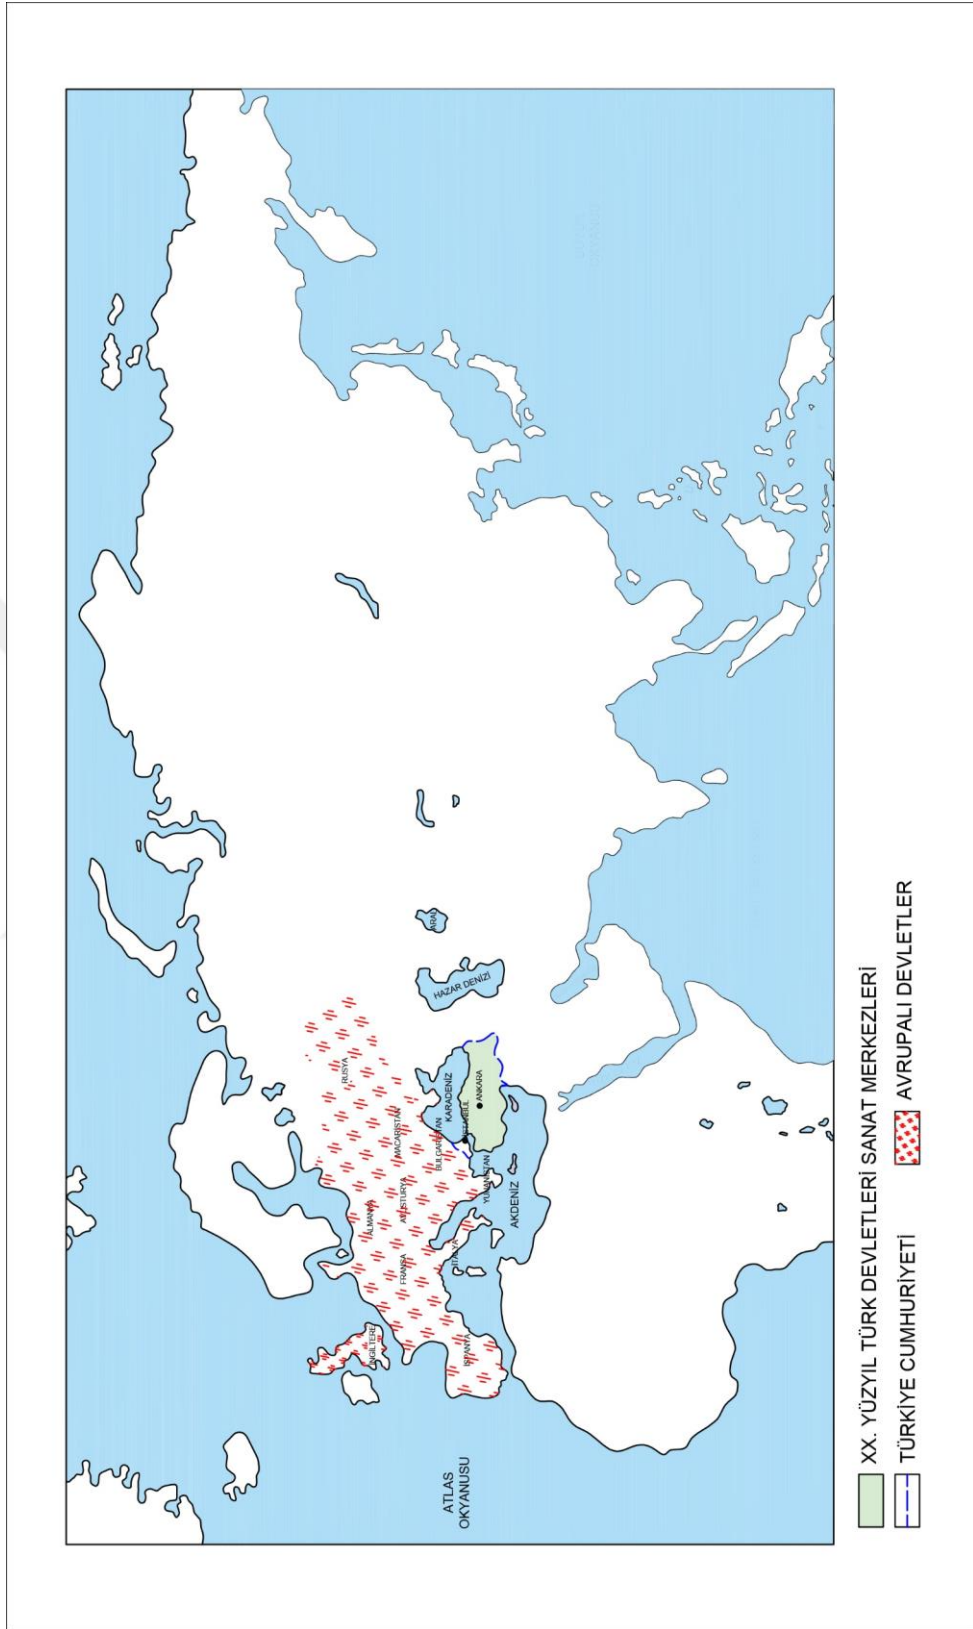 RUSYA
ALMANYA
MACARİSTAN
AVUSTURYA
FRANSA
İNGİLTERE
BULGARİSTAN
İTALYA
İSPANYA
YUNANİSTAN
KARADENİZ
İSTANBUL
ANKARA
AKDENİZ
HAZAR DENİZİ
ARAL
ATLAS
OKYANUSU
XX. YÜZYIL TÜRK DEVLETLERİ SANAT MERKEZLERİ
TÜRKİYE CUMHURİYETİ
AVRUPALI DEVLETLER